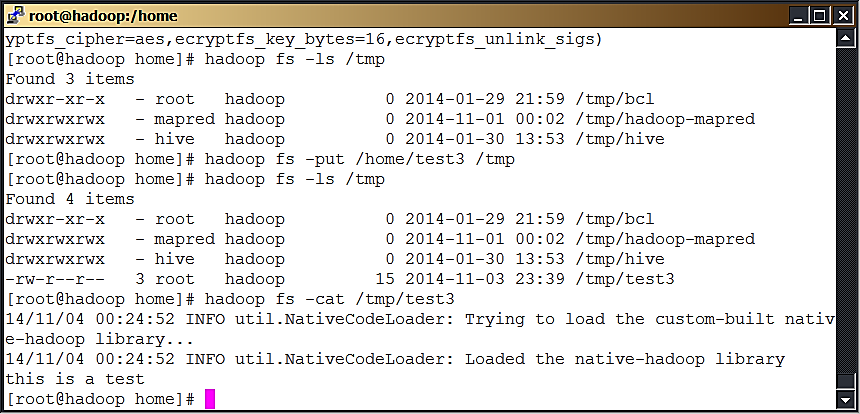 root@hadoop:/home
yptfs_cipher=aes,ecryptfs_key_bytes=16,ecryptfs_unlink_sigs)
[root@hadoop home]# hadoop fs -ls /tmp
Found 3 items
drwxr-xr-x   - root   hadoop          0 2014-01-29 21:59 /tmp/bcl
drwxrwxrwx   - mapred hadoop          0 2014-11-01 00:02 /tmp/hadoop-mapred
drwxrwxrwx   - hive   hadoop          0 2014-01-30 13:53 /tmp/hive
[root@hadoop home]# hadoop fs -put /home/test3 /tmp
[root@hadoop home]# hadoop fs -ls /tmp
Found 4 items
drwxr-xr-x   - root   hadoop          0 2014-01-29 21:59 /tmp/bcl
drwxrwxrwx   - mapred hadoop          0 2014-11-01 00:02 /tmp/hadoop-mapred
drwxrwxrwx   - hive   hadoop          0 2014-01-30 13:53 /tmp/hive
-rw-r--r--   3 root   hadoop         15 2014-11-03 23:39 /tmp/test3
[root@hadoop home]# hadoop fs -cat /tmp/test3
14/11/04 00:24:52 INFO util.NativeCodeLoader: Trying to load the custom-built nativ
e-hadoop library...
14/11/04 00:24:52 INFO util.NativeCodeLoader: Loaded the native-hadoop library
this is a test
[root@hadoop home]#